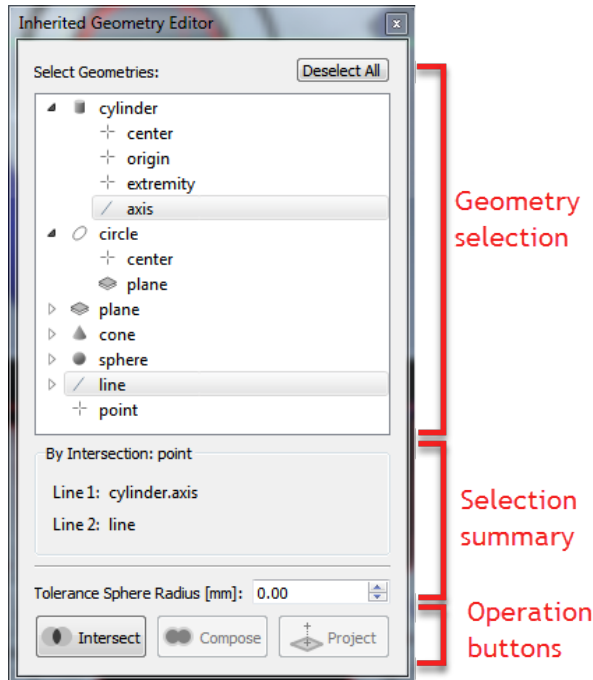 Inherited Geometry Editor
x
Select Geometries: Deselect All
cylinder
center
origin
extremity
axis
circle
center
plane
plane
cone
sphere
line
point
Geometry
selection
By Intersection: point
Line 1: cylinder.axis
Line 2: line
Selection
summary
Tolerance Sphere Radius [mm]: 0.00
Intersect Compose Project
Operation
buttons